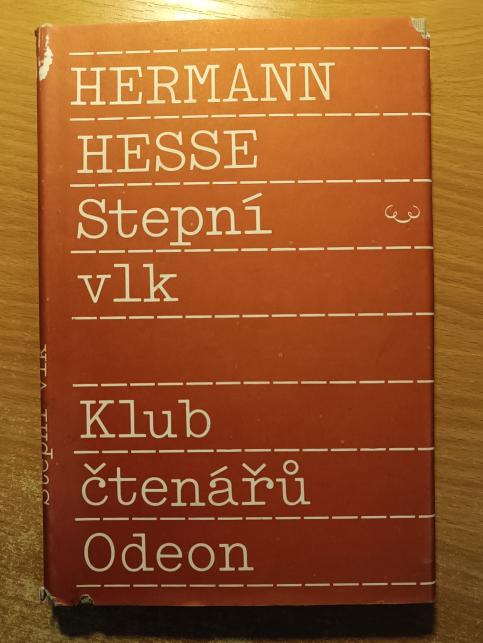 HERMANN
HESSE
Stepní
vlk
Klub
čtenářů
Odeon
Stepní vlk